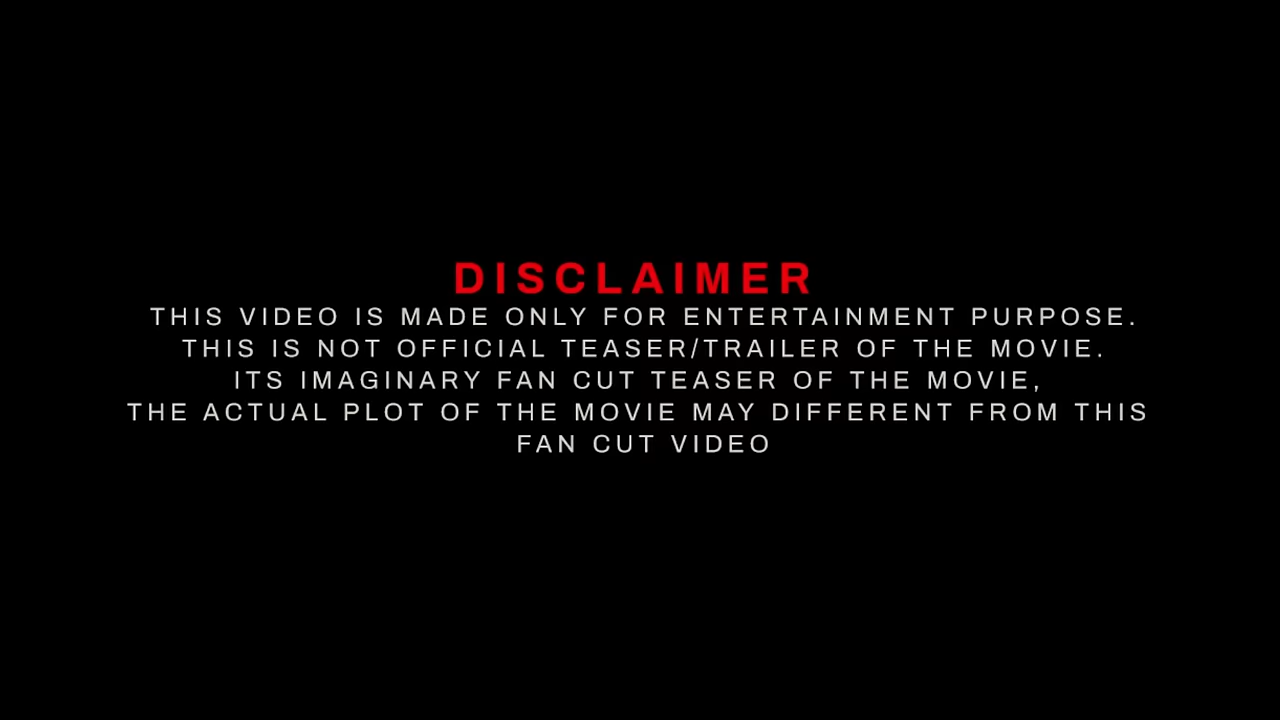 DISCLAIMER
THIS VIDEO IS MADE ONLY FOR ENTERTAINMENT PURPOSE.
THIS IS NOT OFFICIAL TEASER/TRAILER OF THE MOVIE.
ITS IMAGINARY FAN CUT TEASER OF THE MOVIE,
THE ACTUAL PLOT OF THE MOVIE MAY DIFFERENT FROM THIS
FAN CUT VIDEO